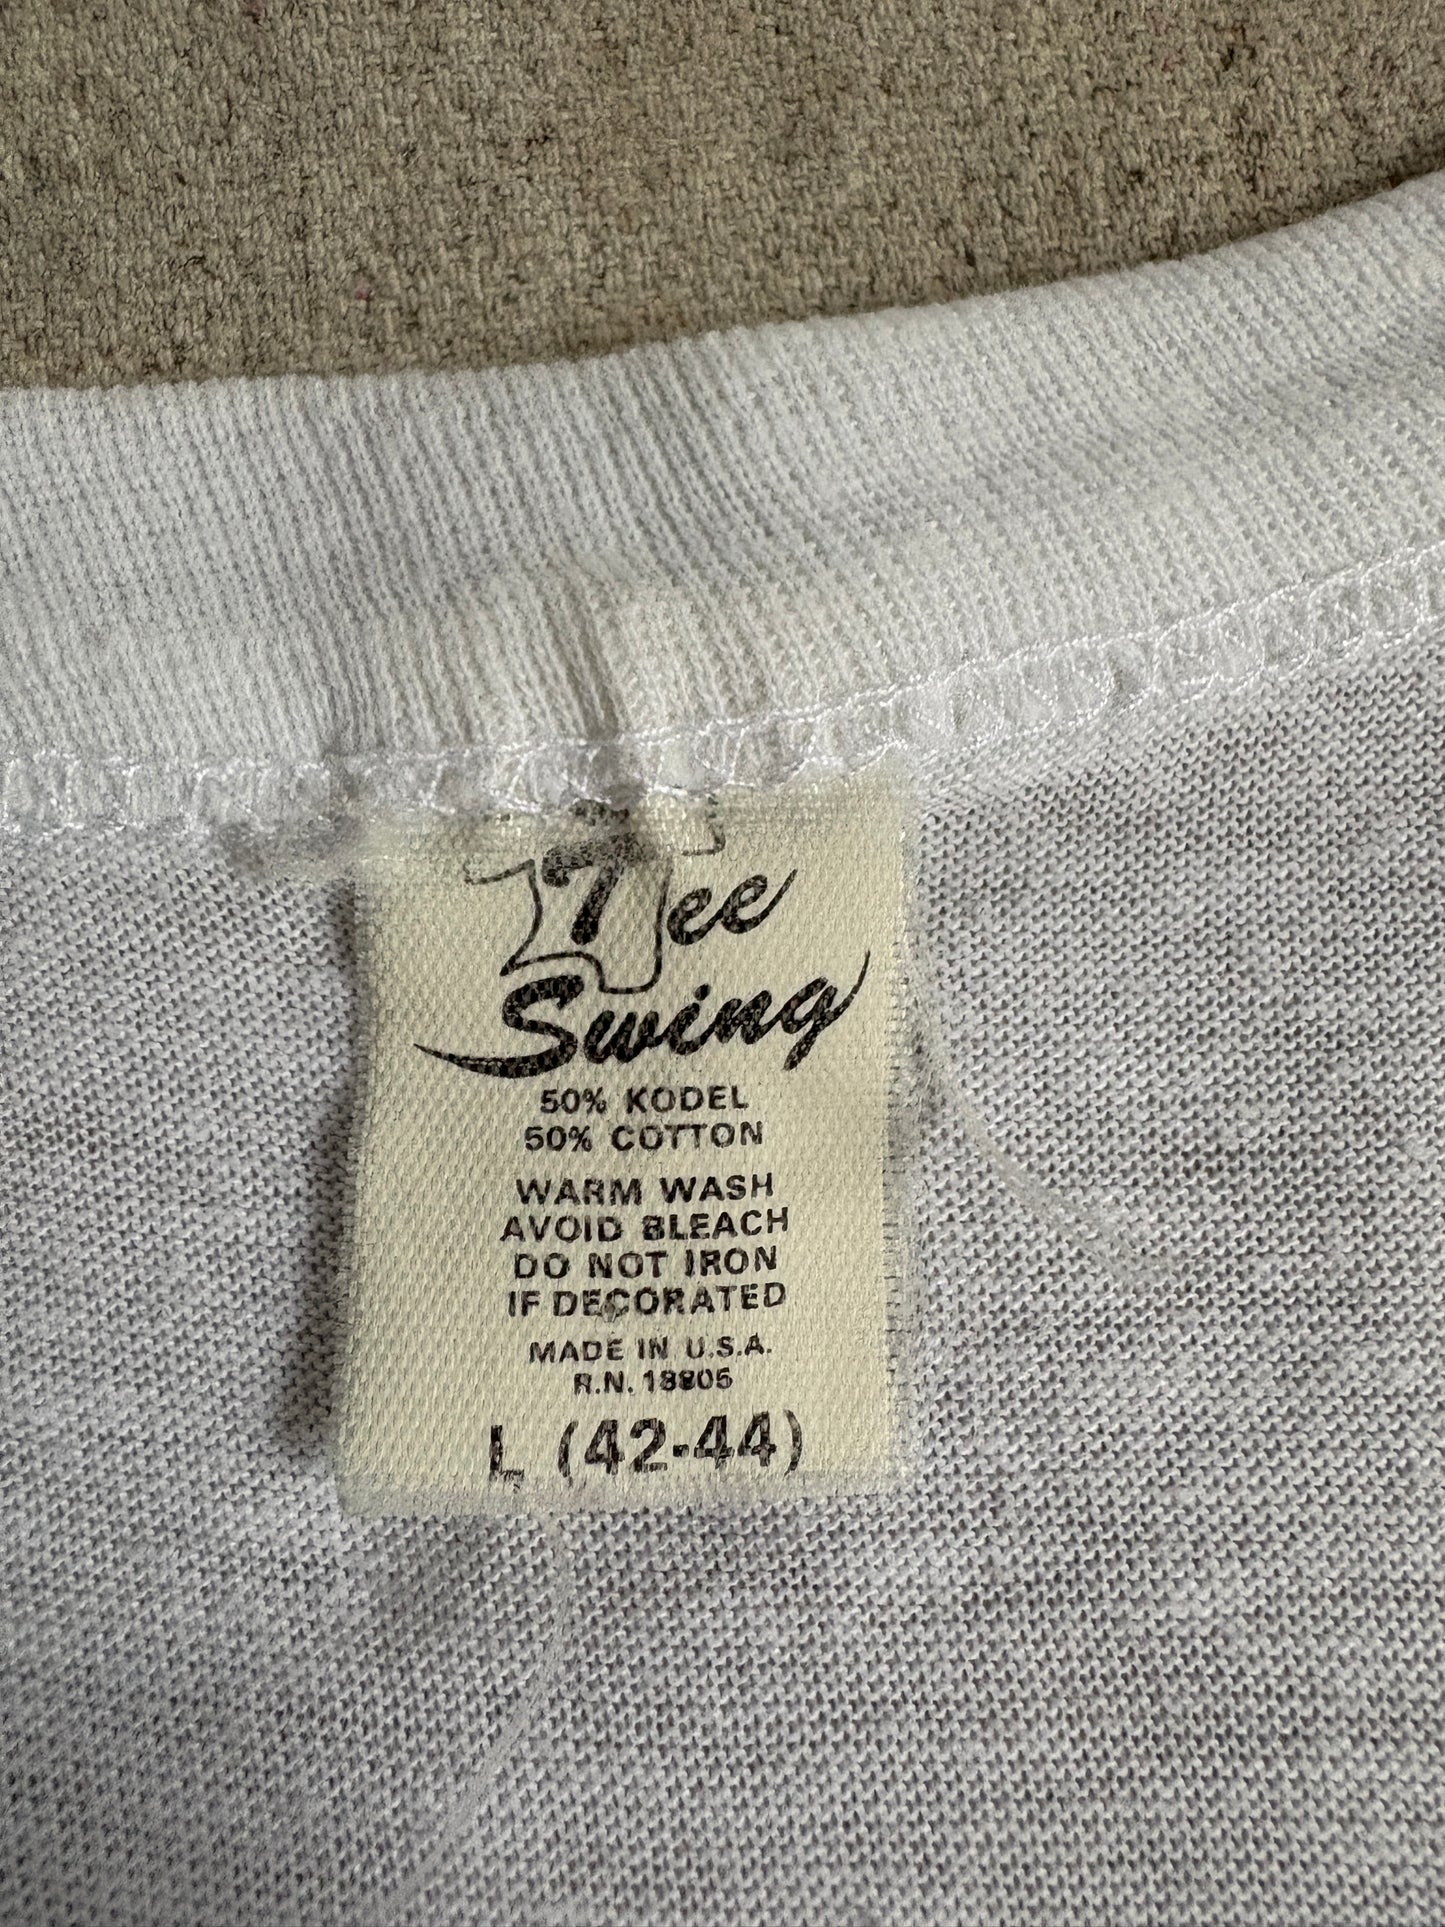 Tee
Swing
50% KODEL
50% COTTON
WARM WASH
AVOID BLEACH
DO NOT IRON
IF DECORATED
MADE IN U.S.A.
R.N. 18805
L (42-44)